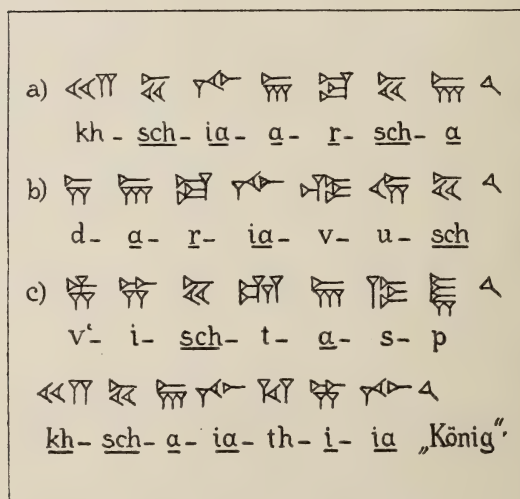 a) 𐎧 𐏁 𐎹 𐎠 𐎼 𐏁 𐎠 𐏐
kh - sch - ia - a - r - sch - a
b) 𐎭 𐎠 𐎼 𐎹 𐎺 𐎢 𐏁 𐏐
d - a - r - ia - v - u - sch
c) 𐎻 𐎡 𐏁 𐎫 𐎠 𐎿 𐎱 𐏐
v‘ - i - sch - t - a - s - p
𐎧 𐏁 𐎠 𐎹 𐎰 𐎡 𐎹 𐏐
kh - sch - a - ia - th - i - ia „König“.